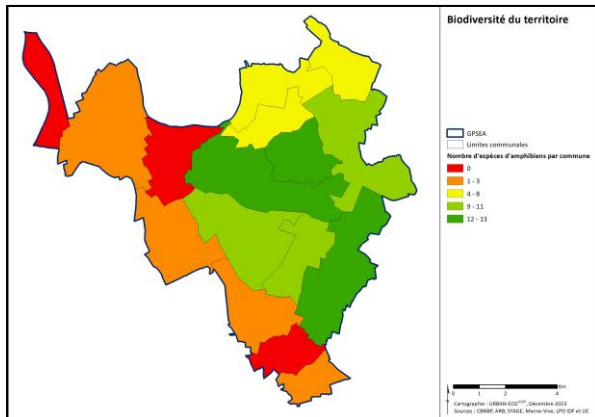 Biodiversité du territoire
GPSEA
Limites communales
Nombre d'espèces d'amphibiens par commune
0
1 - 3
4 - 8
9 - 11
12 - 13
0 2 4
Km
Cartographie : URBAN-ECO, Décembre 2023
Sources : CBNBP, ARB, SYAGE, Marne-Vive, LPO IDF et UE